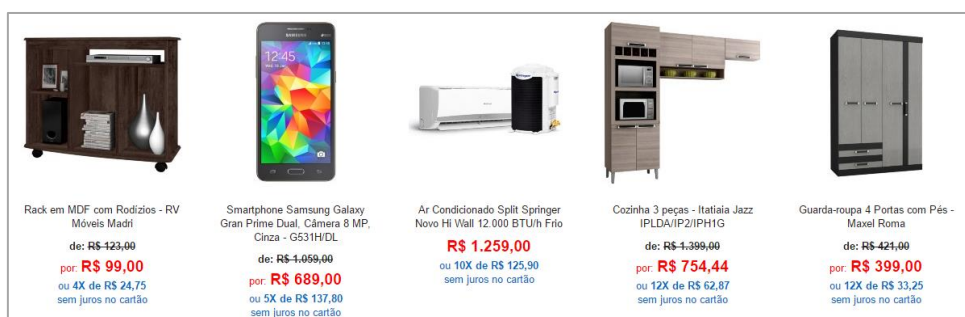 SAMSUNG
12:45
Rack em MDF com Rodízios - RV
Móveis Madri
de: R$ 123,00
por: R$ 99,00
ou 4X de R$ 24,75
sem juros no cartão
Smartphone Samsung Galaxy
Gran Prime Dual, Câmera 8 MP,
Cinza - G531H/DL
de: R$ 1.059,00
por: R$ 689,00
ou 5X de R$ 137,80
sem juros no cartão
Ar Condicionado Split Springer
Novo Hi Wall 12.000 BTU/h Frio
R$ 1.259,00
ou 10X de R$ 125,90
sem juros no cartão
Cozinha 3 peças - Itatiaia Jazz
IPLDA/IP2/IPH1G
de: R$ 1.399,00
por: R$ 754,44
ou 12X de R$ 62,87
sem juros no cartão
Guarda-roupa 4 Portas com Pés -
Maxel Roma
de: R$ 421,00
por: R$ 399,00
ou 12X de R$ 33,25
sem juros no cartão